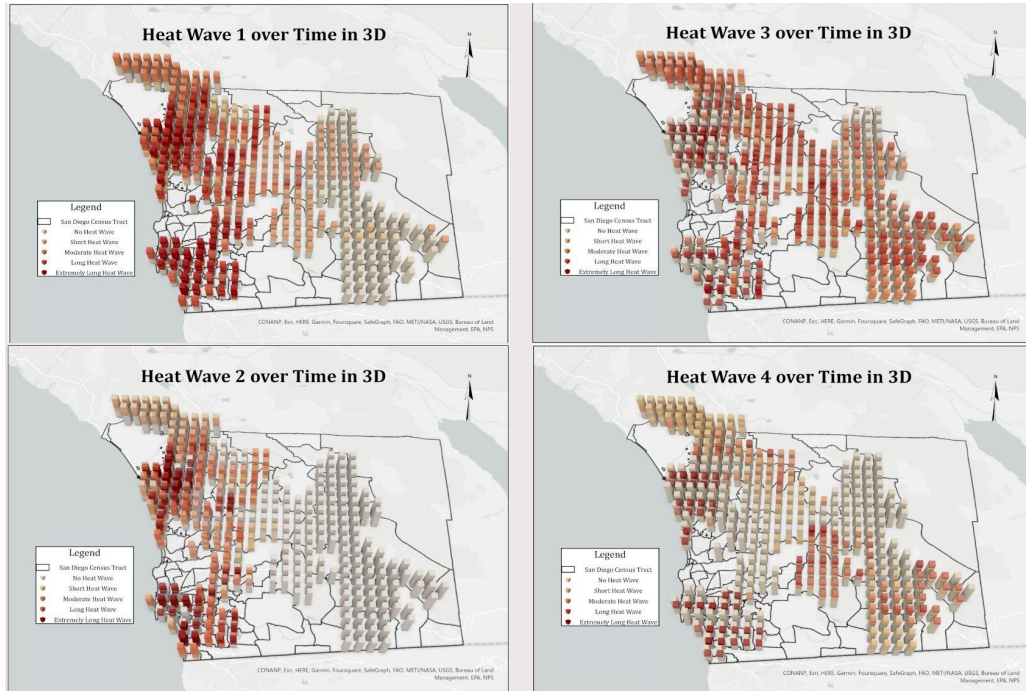 Heat Wave 1 over Time in 3D
N
Legend
San Diego Census Tract
No Heat Wave
Short Heat Wave
Moderate Heat Wave
Long Heat Wave
Extremely Long Heat Wave
CONANP, Esri, HERE, Garmin, Foursquare, SafeGraph, FAO, METI/NASA, USGS, Bureau of Land
Management, EPA, NPS
Heat Wave 3 over Time in 3D
N
Legend
San Diego Census Tract
No Heat Wave
Short Heat Wave
Moderate Heat Wave
Long Heat Wave
Extremely Long Heat Wave
CONANP, Esri, HERE, Garmin, Foursquare, SafeGraph, FAO, METI/NASA, USGS, Bureau of Land
Management, EPA, NPS
Heat Wave 2 over Time in 3D
N
Legend
San Diego Census Tract
No Heat Wave
Short Heat Wave
Moderate Heat Wave
Long Heat Wave
Extremely Long Heat Wave
CONANP, Esri, HERE, Garmin, Foursquare, SafeGraph, FAO, METI/NASA, USGS, Bureau of Land
Management, EPA, NPS
Heat Wave 4 over Time in 3D
N
Legend
San Diego Census Tract
No Heat Wave
Short Heat Wave
Moderate Heat Wave
Long Heat Wave
Extremely Long Heat Wave
CONANP, Esri, HERE, Garmin, Foursquare, SafeGraph, FAO, METI/NASA, USGS, Bureau of Land
Management, EPA, NPS